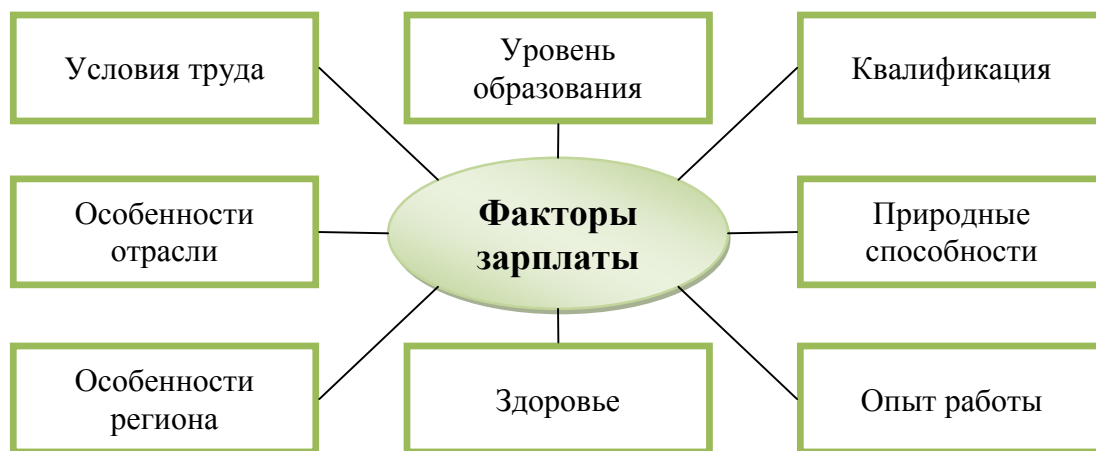 Условия труда
Уровень
образования
Квалификация
Особенности
отрасли
Факторы
зарплаты
Природные
способности
Особенности
региона
Здоровье
Опыт работы